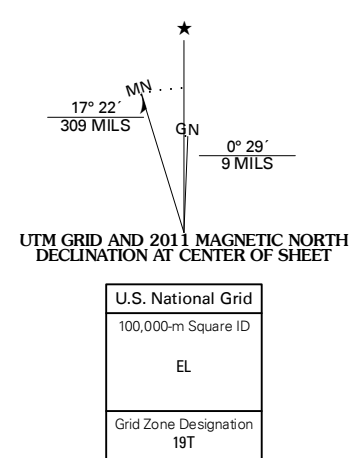 ★
MN
17° 22´
309 MILS
GN
0° 29´
9 MILS
UTM GRID AND 2011 MAGNETIC NORTH
DECLINATION AT CENTER OF SHEET
U.S. National Grid
100,000-m Square ID
EL
Grid Zone Designation
19T